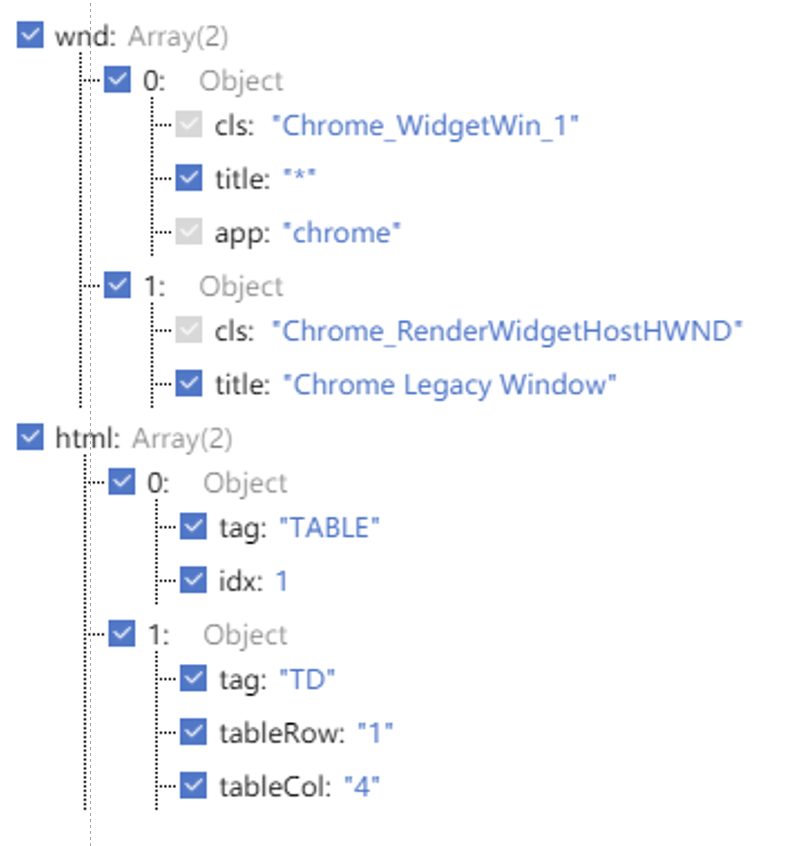 wnd: Array(2)
0: Object
cls: "Chrome_WidgetWin_1"
title: "*"
app: "chrome"
1: Object
cls: "Chrome_RenderWidgetHostHWND"
title: "Chrome Legacy Window"
html: Array(2)
0: Object
tag: "TABLE"
idx: 1
1: Object
tag: "TD"
tableRow: "1"
tableCol: "4"